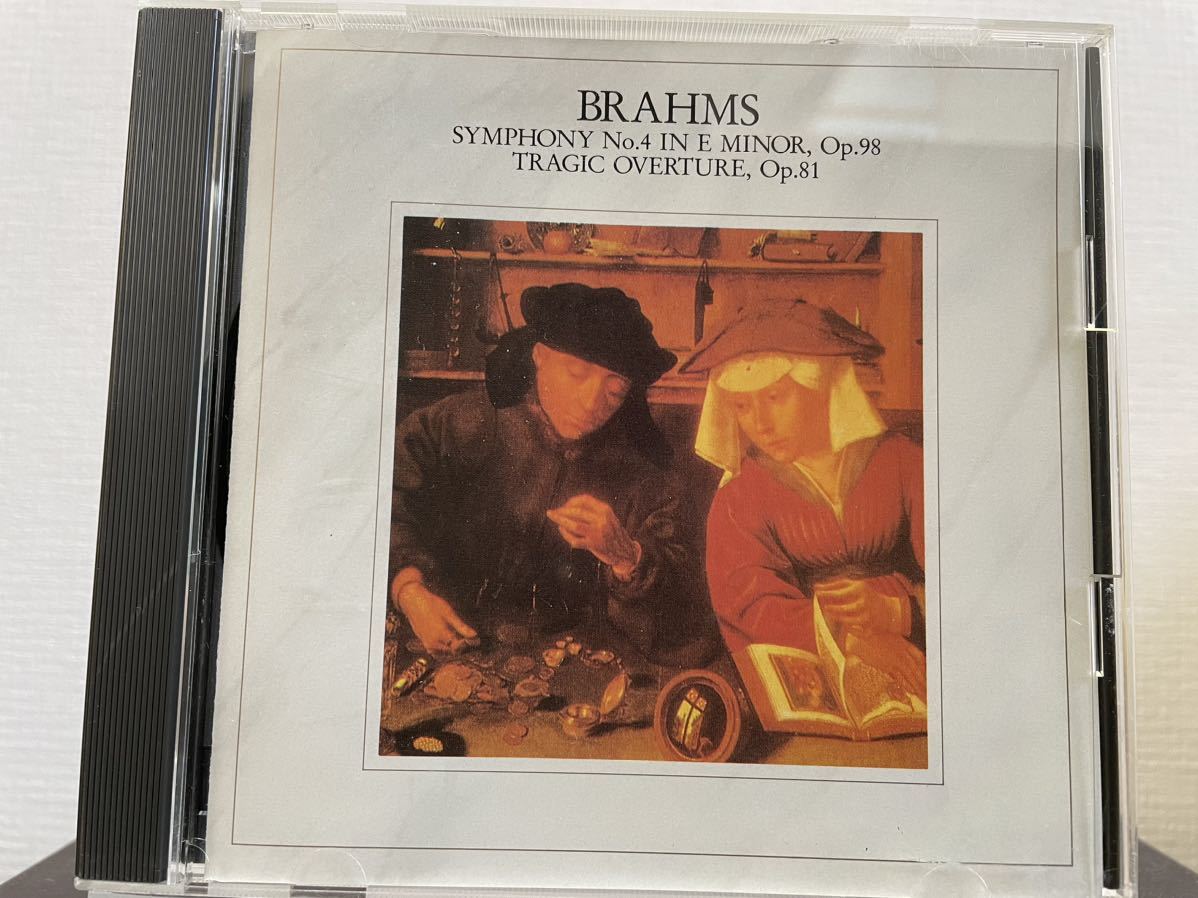 BRAHMS
SYMPHONY No.4 IN E MINOR, Op.98
TRAGIC OVERTURE, Op.81